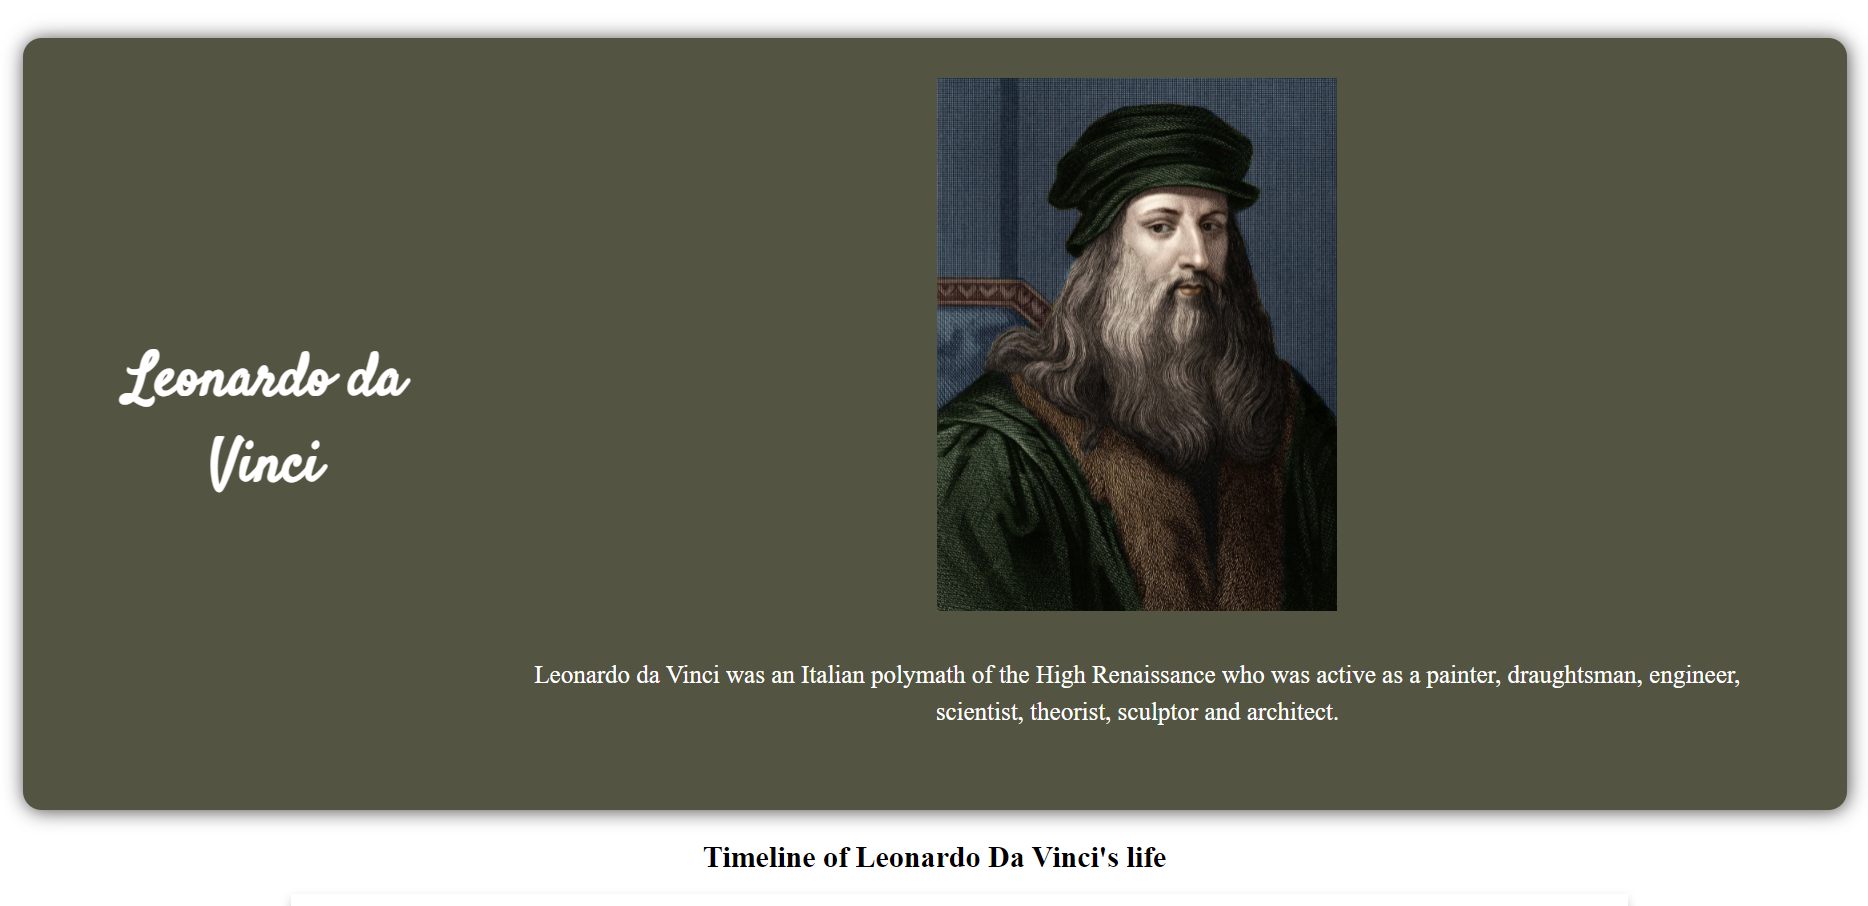 Leonardo da
Vinci
Leonardo da Vinci was an Italian polymath of the High Renaissance who was active as a painter, draughtsman, engineer,
scientist, theorist, sculptor and architect.
Timeline of Leonardo Da Vinci's life